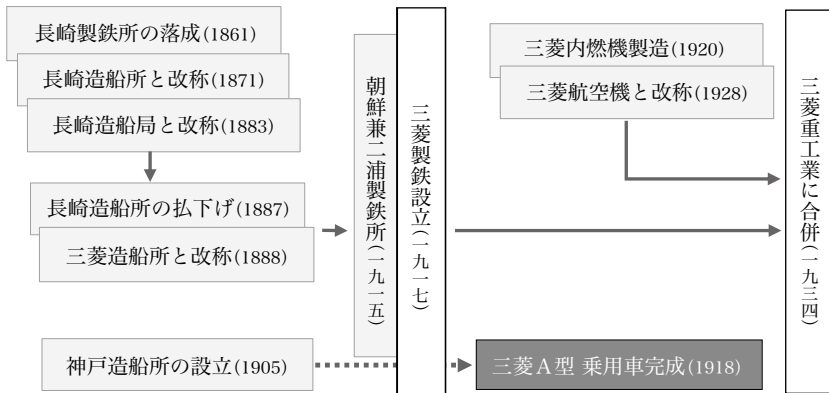 長崎製鉄所の落成(1861)
長崎造船所と改称(1871)
長崎造船局と改称(1883)
長崎造船所の払下げ(1887)
三菱造船所と改称(1888)
神戸造船所の設立(1905)
朝鮮兼二浦製鉄所(一九一五)
三菱製鉄設立(一九一七)
三菱内燃機製造(1920)
三菱航空機と改称(1928)
三菱A型 乗用車完成(1918)
三菱重工業に合併(一九三四)